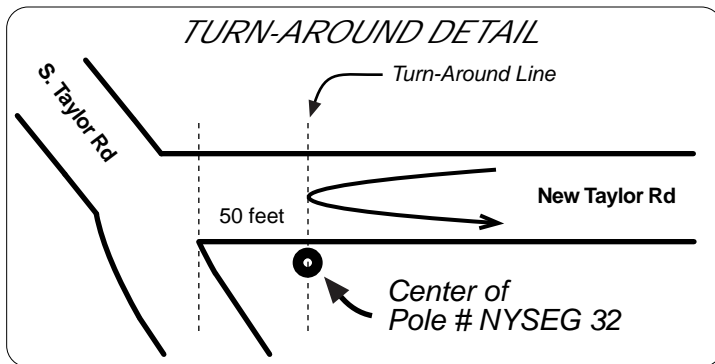 TURN-AROUND DETAIL
S. Taylor Rd
Turn-Around Line
50 feet
New Taylor Rd
Center of
Pole # NYSEG 32